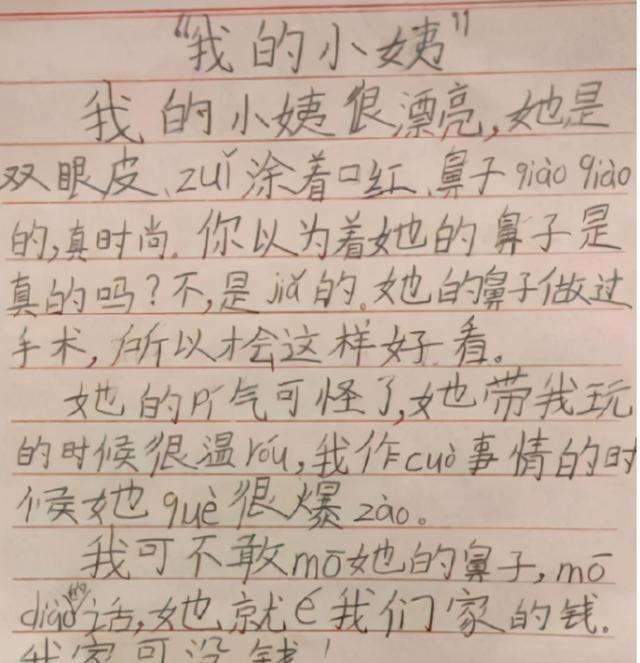 “我的小姨”
我的小姨很漂亮,她是
双眼皮、zuǐ涂着口红、鼻子qiào qiào
的,真时尚。你以为着她的鼻子是
真的吗?不,是jiǎ的。她的鼻子做过
手术,所以才会这样好看。
她的pí气可怪了,她带我玩
的时候很温róu,我作cuò事情的时
候她què很爆zào。
我可不敢mō她的鼻子,mō
diào话,她就é我们家的钱.
我家可没钱!